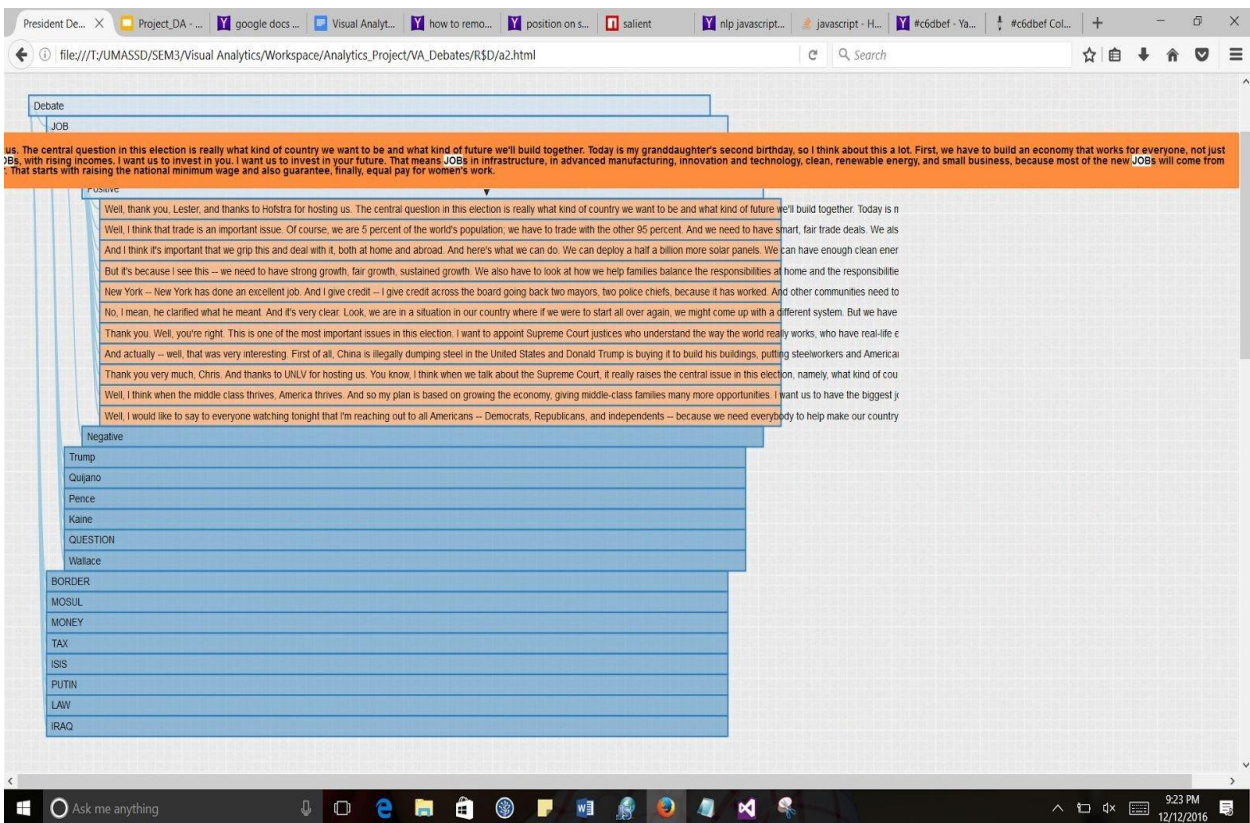 President De...
Project_DA - ...
google docs ...
Visual Analyt...
how to remo...
position on s...
salient
nlp javascript...
javascript - H...
#c6dbef - Ya...
#c6dbef Col...
file:///T:/UMASSD/SEM3/Visual Analytics/Workspace/Analytics_Project/VA_Debates/R$D/a2.html
Search
Debate
JOB
us. The central question in this election is really what kind of country we want to be and what kind of future we'll build together. Today is my granddaughter's second birthday, so I think about this a lot. First, we have to build an economy that works for everyone, not just
OBs, with rising incomes. I want us to invest in you. I want us to invest in your future. That means JOBs in infrastructure, in advanced manufacturing, innovation and technology, clean, renewable energy, and small business, because most of the new JOBs will come from
. That starts with raising the national minimum wage and also guarantee, finally, equal pay for women's work.
Positive
Well, thank you, Lester, and thanks to Hofstra for hosting us. The central question in this election is really what kind of country we want to be and what kind of future we'll build together. Today is n
Well, I think that trade is an important issue. Of course, we are 5 percent of the world's population; we have to trade with the other 95 percent. And we need to have smart, fair trade deals. We als
And I think it's important that we grip this and deal with it, both at home and abroad. And here's what we can do. We can deploy a half a billion more solar panels. We can have enough clean ener
But it's because I see this -- we need to have strong growth, fair growth, sustained growth. We also have to look at how we help families balance the responsibilities at home and the responsibilitie
New York -- New York has done an excellent job. And I give credit -- I give credit across the board going back two mayors, two police chiefs, because it has worked. And other communities need to
No, I mean, he clarified what he meant. And it's very clear. Look, we are in a situation in our country where if we were to start all over again, we might come up with a different system. But we have
Thank you. Well, you're right. This is one of the most important issues in this election. I want to appoint Supreme Court justices who understand the way the world really works, who have real-life e
And actually -- well, that was very interesting. First of all, China is illegally dumping steel in the United States and Donald Trump is buying it to build his buildings, putting steelworkers and American
Thank you very much, Chris. And thanks to UNLV for hosting us. You know, I think when we talk about the Supreme Court, it really raises the central issue in this election, namely, what kind of cou
Well, I think when the middle class thrives, America thrives. And so my plan is based on growing the economy, giving middle-class families many more opportunities. I want us to have the biggest j
Well, I would like to say to everyone watching tonight that I'm reaching out to all Americans -- Democrats, Republicans, and independents -- because we need everybody to help make our country
Negative
Trump
Quijano
Pence
Kaine
QUESTION
Wallace
BORDER
MOSUL
MONEY
TAX
ISIS
PUTIN
LAW
IRAQ
Ask me anything
9:23 PM
12/12/2016